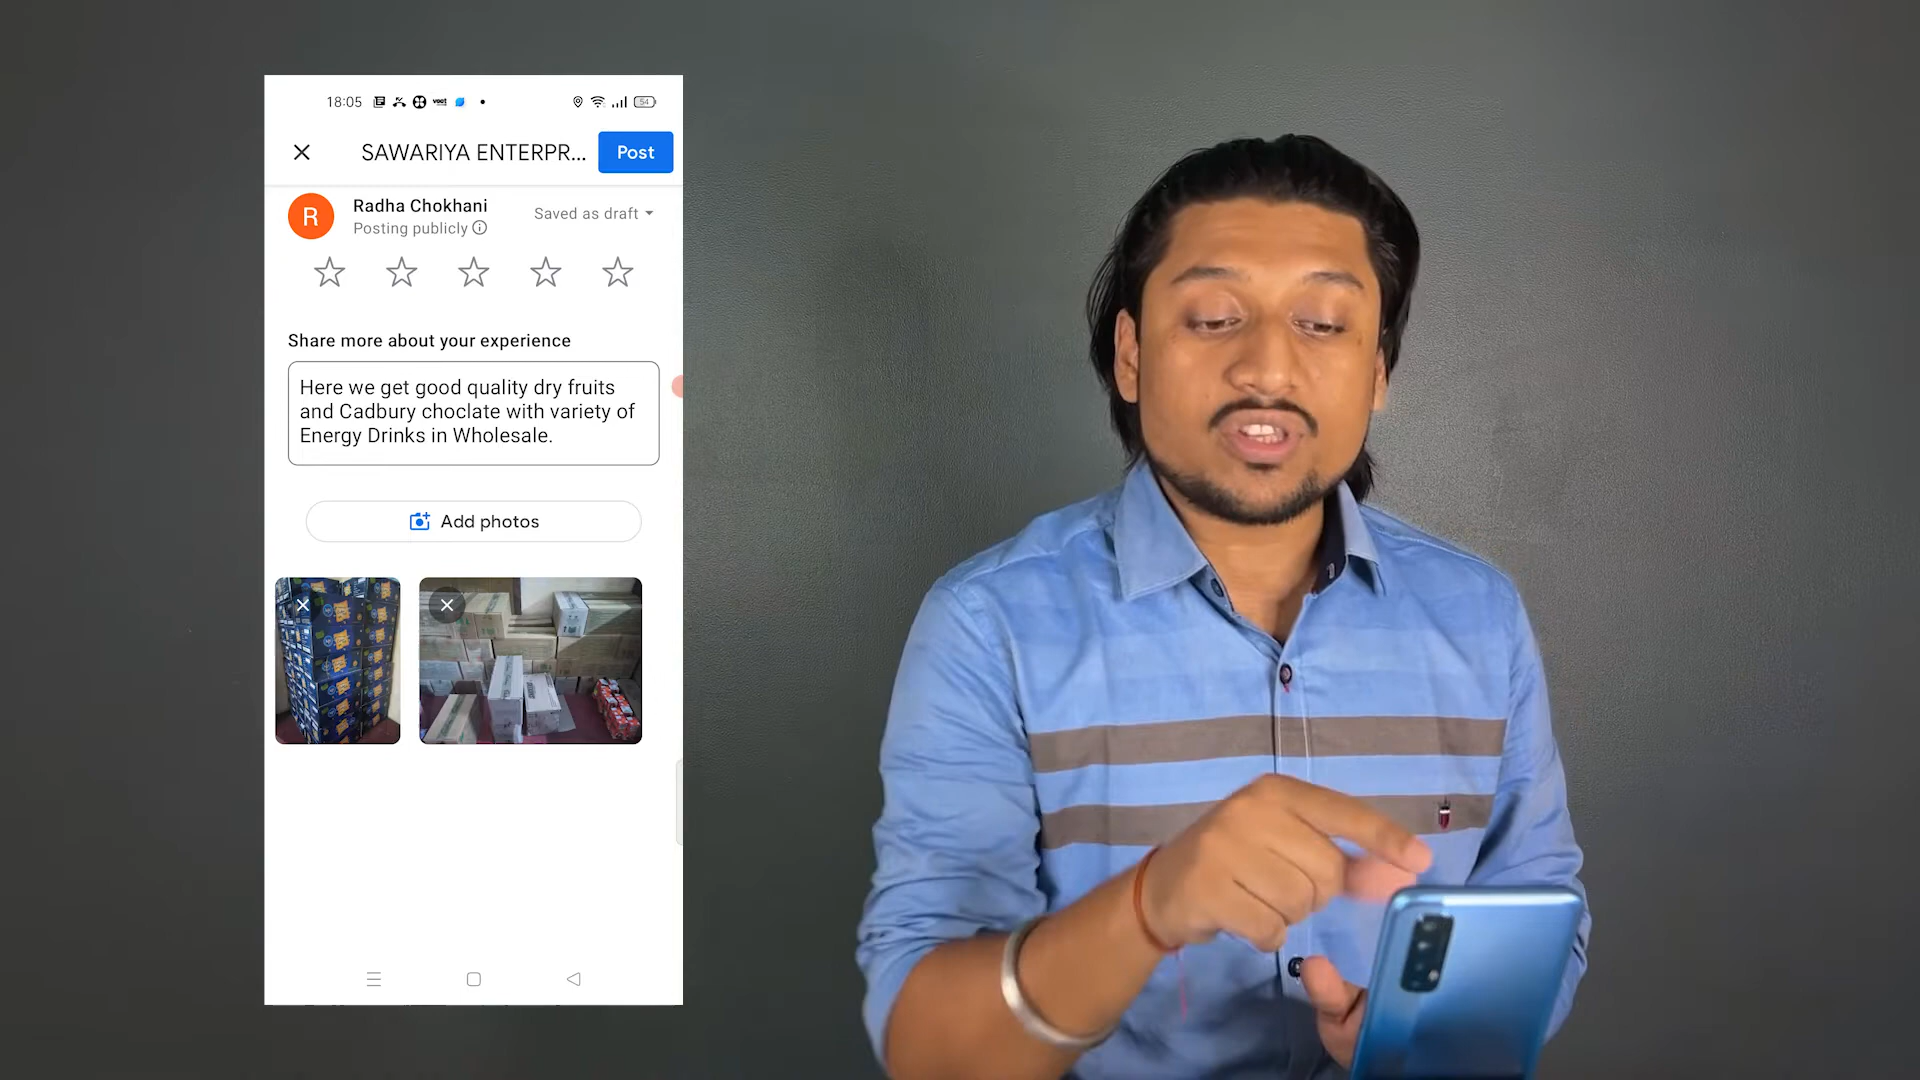 18:05
54
SAWARIYA ENTERPR...
Post
R
Radha Chokhani
Saved as draft
Posting publicly
Share more about your experience
Here we get good quality dry fruits
and Cadbury choclate with variety of
Energy Drinks in Wholesale.
Add photos